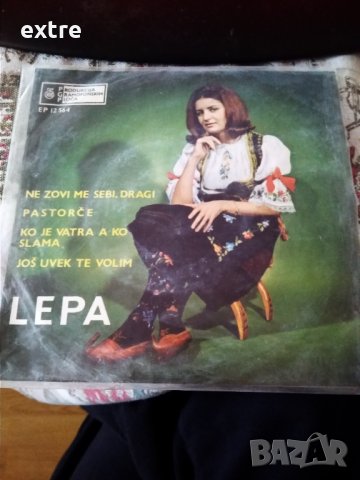 extre
PRODUKCIJA
GRAMOFONSKIH
PLOČA
EP 12564
NE ZOVI ME SEBI, DRAGI
PASTORČE
KO JE VATRA A KO
SLAMA
JOŠ UVEK TE VOLIM
LEPA
BAZAR